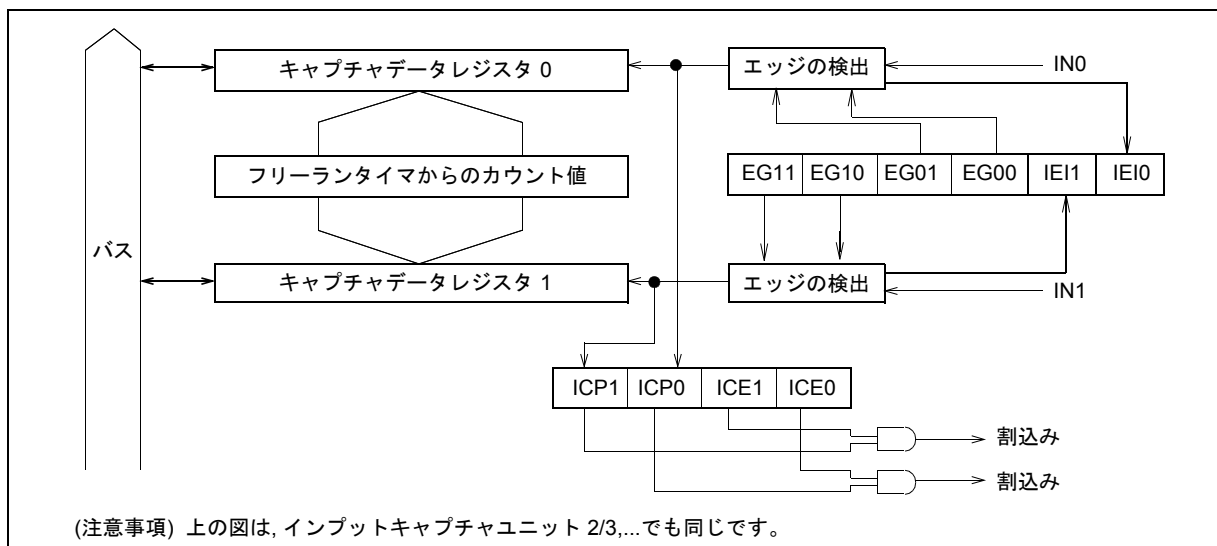 キャプチャデータレジスタ 0
エッジの検出
IN0
フリーランタイマからのカウント値
EG11 EG10 EG01 EG00 IEI1 IEI0
バス
キャプチャデータレジスタ 1
エッジの検出
IN1
ICP1 ICP0 ICE1 ICE0
割込み
割込み
(注意事項) 上の図は, インプットキャプチャユニット 2/3,...でも同じです。